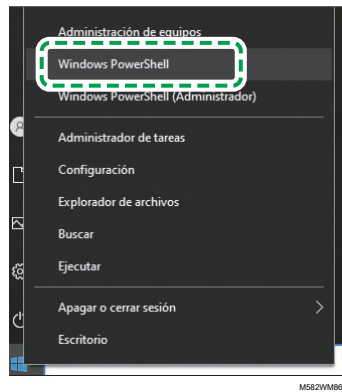 Administración de equipos
Windows PowerShell
Windows PowerShell (Administrador)
Administrador de tareas
Configuración
Explorador de archivos
Buscar
Ejecutar
Apagar o cerrar sesión
Escritorio
M582WM86